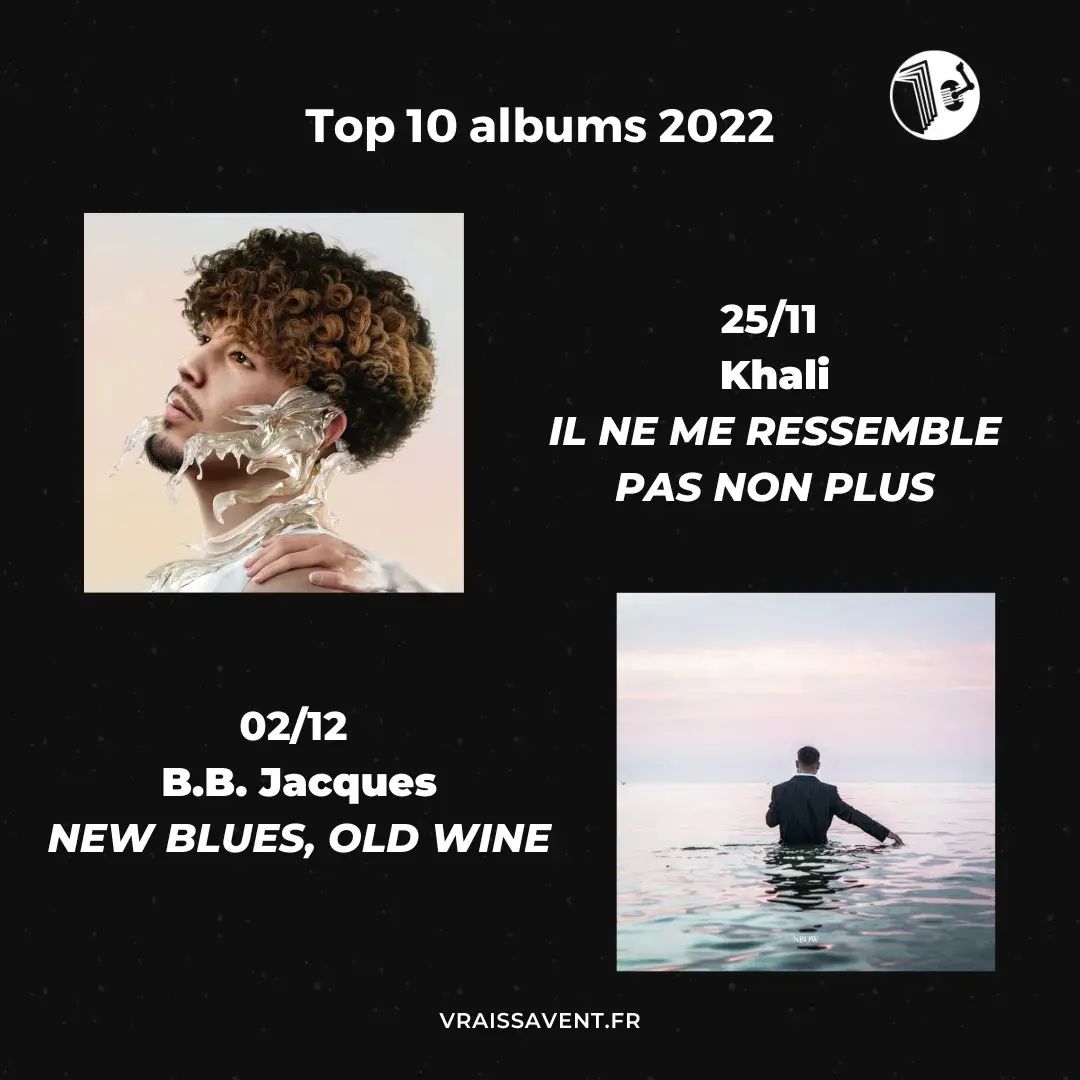 Top 10 albums 2022
25/11
Khali
IL NE ME RESSEMBLE
PAS NON PLUS
02/12
B.B. Jacques
NEW BLUES, OLD WINE
NBOW
VRAISSAVENT.FR